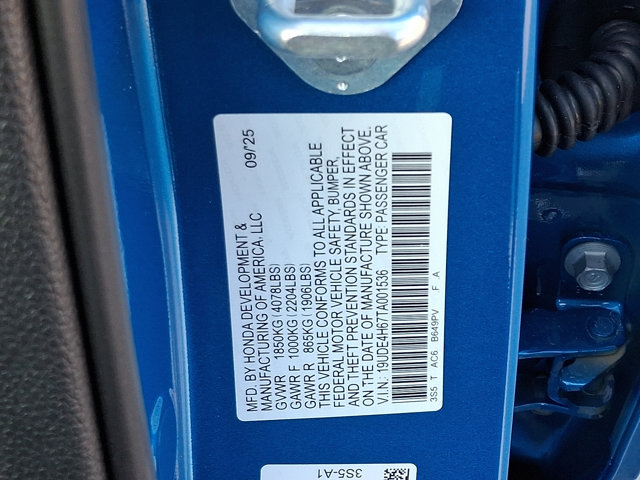 MFD. BY HONDA DEVELOPMENT & 09/'25
MANUFACTURING OF AMERICA, LLC
GVWR 1850KG(4078LBS)
GAWR F 1000KG(2204LBS)
GAWR R 865KG(1906LBS)
THIS VEHICLE CONFORMS TO ALL APPLICABLE
FEDERAL MOTOR VEHICLE SAFETY, BUMPER,
AND THEFT PREVENTION STANDARDS IN EFFECT
ON THE DATE OF MANUFACTURE SHOWN ABOVE.
V.I.N. 19UDE4H67TA001536 TYPE: PASSENGER CAR
3S5 T AC6 B649PV F A
3S5-A1